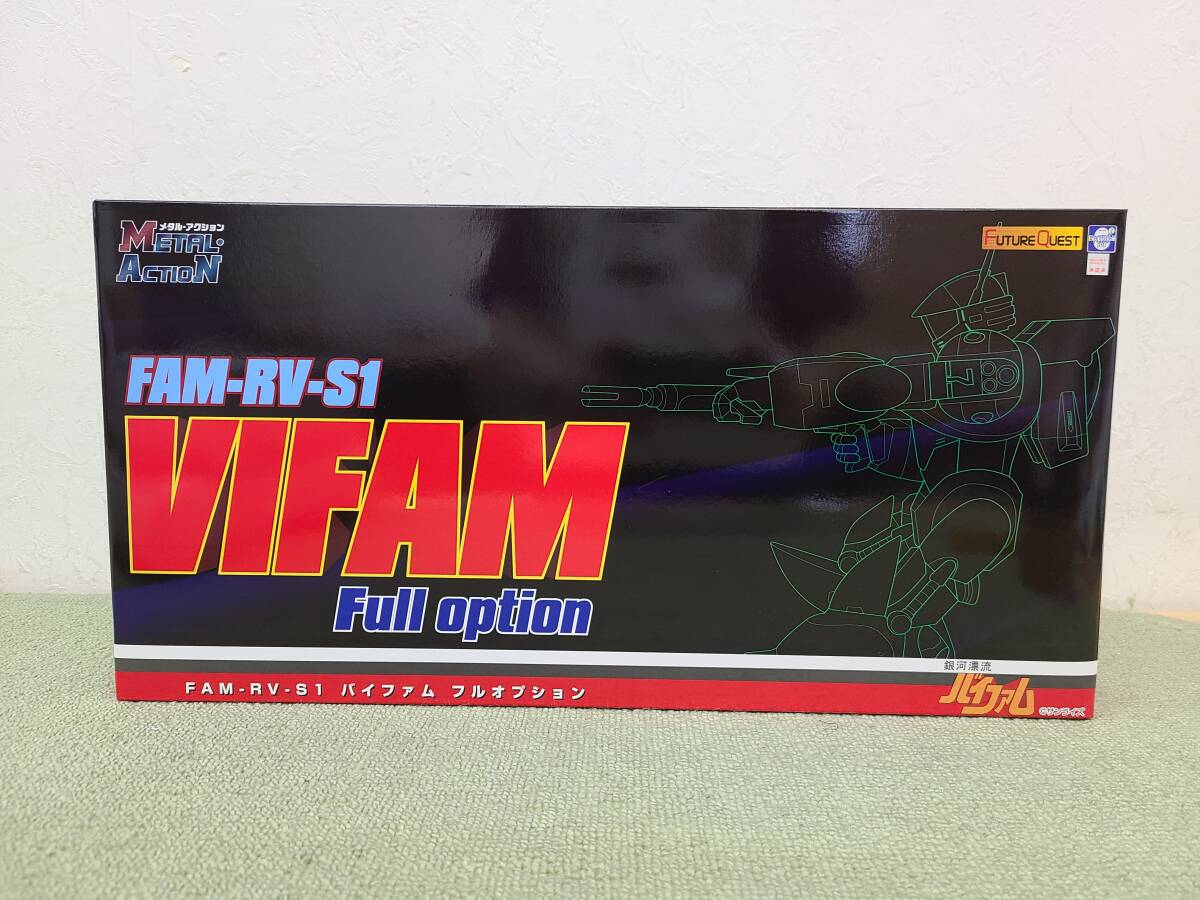 メタル・アクション
METAL・
ACTION
FUTURE QUEST
FAM-RV-S1
VIFAM
Full option
FAM-RV-S1 バイファム フルオプション
銀河漂流
バイファム
©サンライズ